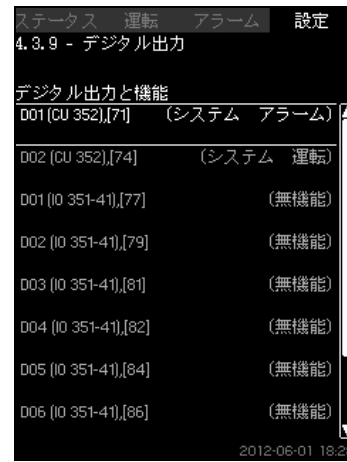 ステータス 運転 アラーム 設定
4.3.9 - デジタル出力
デジタル出力と機能
DO1 (CU 352),[71] (システム アラーム)
DO2 (CU 352),[74] (システム 運転)
DO1 (IO 351-41),[77] (無機能)
DO2 (IO 351-41),[79] (無機能)
DO3 (IO 351-41),[81] (無機能)
DO4 (IO 351-41),[82] (無機能)
DO5 (IO 351-41),[84] (無機能)
DO6 (IO 351-41),[86] (無機能)
2012-06-01 18:2